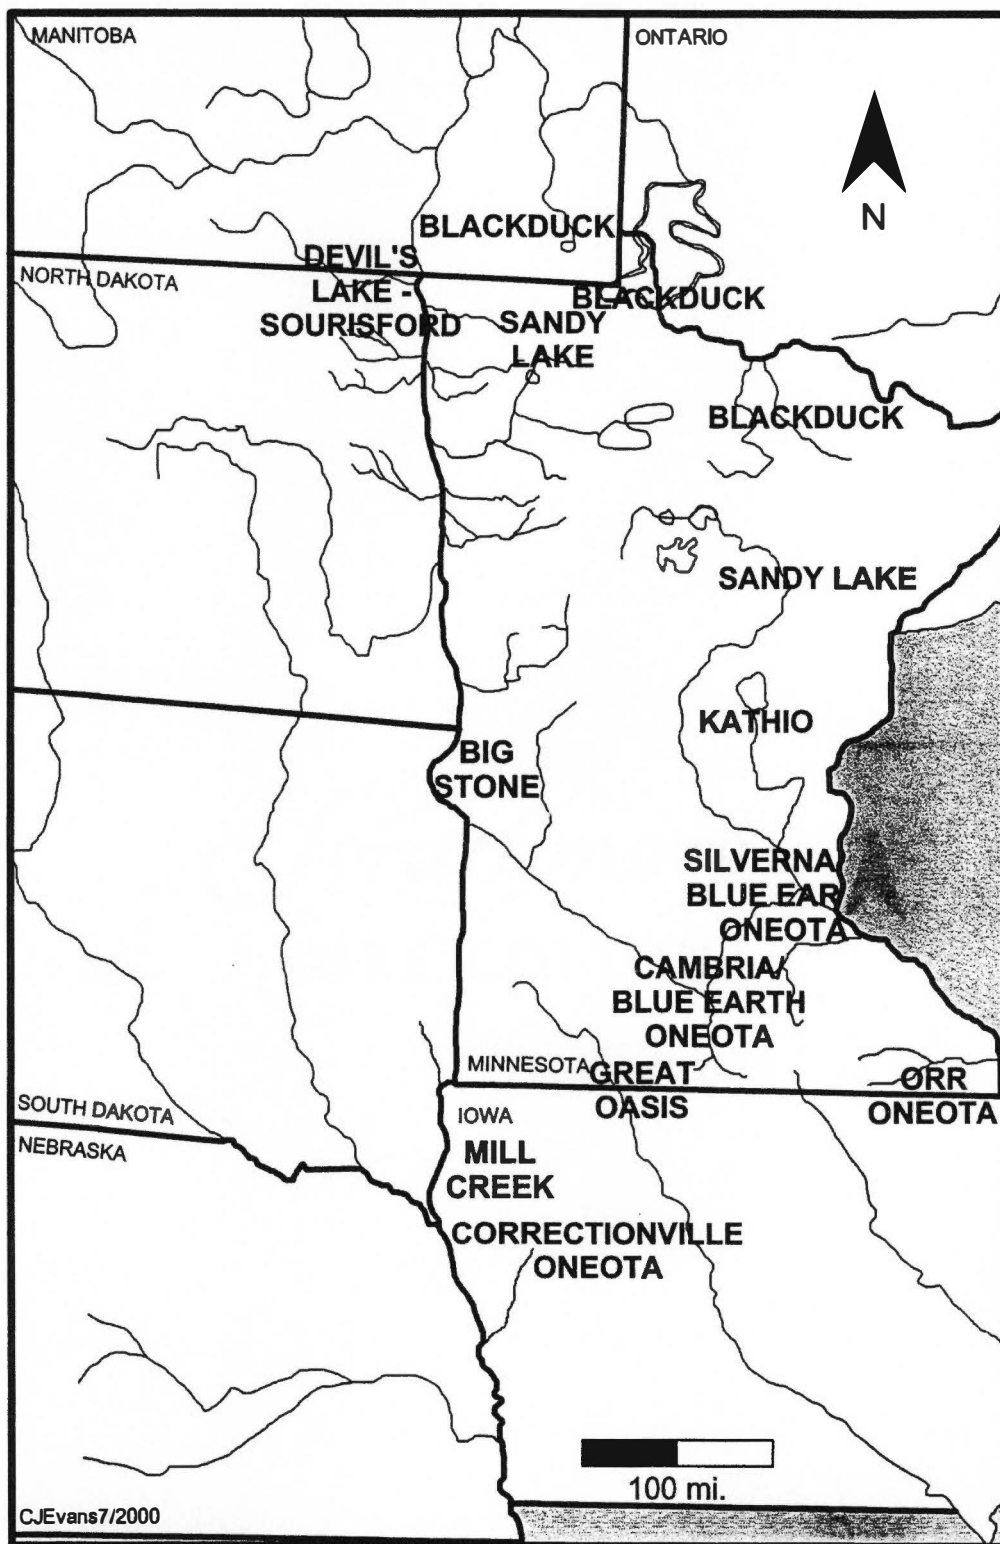 MANITOBA
ONTARIO
N
BLACKDUCK
DEVIL'S
LAKE -
SOURISFORD
NORTH DAKOTA
BLACKDUCK
SANDY
LAKE
BLACKDUCK
SANDY LAKE
KATHIO
BIG
STONE
SILVERNA
BLUE EAR
ONEOTA
CAMBRIA/
BLUE EARTH
ONEOTA
MINNESOTA
GREAT
OASIS
ORR
ONEOTA
SOUTH DAKOTA
IOWA
NEBRASKA
MILL
CREEK
CORRECTIONVILLE
ONEOTA
100 mi.
CJEvans7/2000